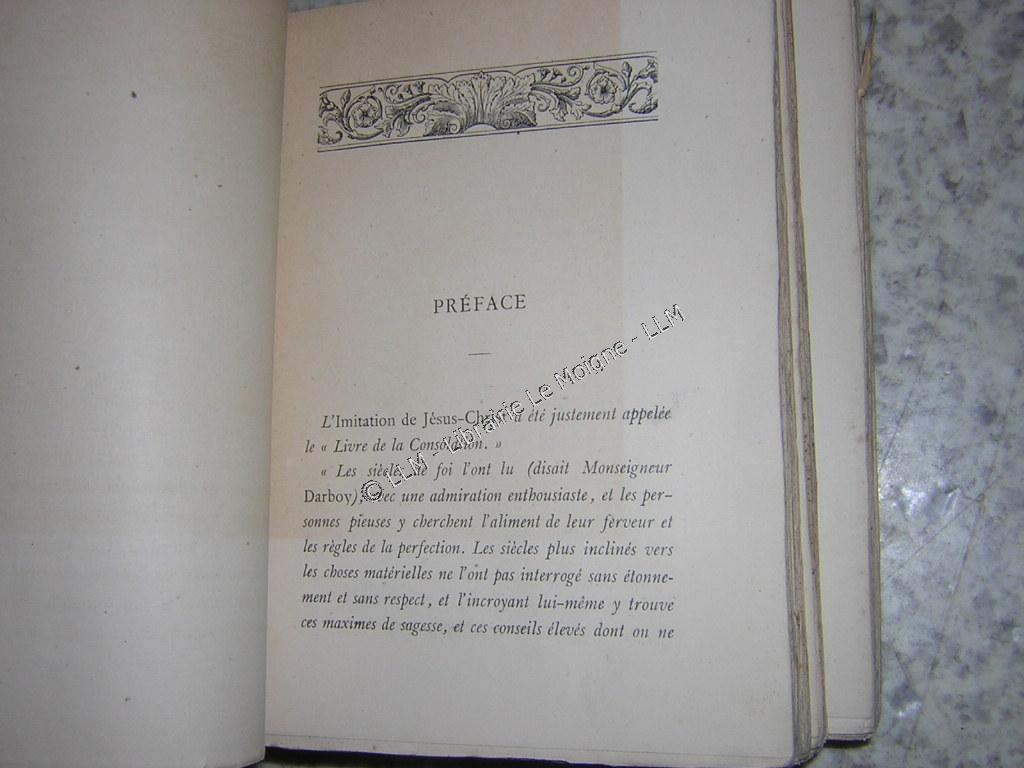 PRÉFACE
L'Imitation de Jésus-Christ a été justement appelée
le « Livre de la Consolation. »
« Les siècles de foi l'ont lu (disait Monseigneur
Darboy), avec une admiration enthousiaste, et les per-
sonnes pieuses y cherchent l'aliment de leur ferveur et
les règles de la perfection. Les siècles plus inclinés vers
les choses matérielles ne l'ont pas interrogé sans étonne-
ment et sans respect, et l'incroyant lui-même y trouve
ces maximes de sagesse, et ces conseils élevés dont on ne
© LLM - Librairie Le Moigne - LLM